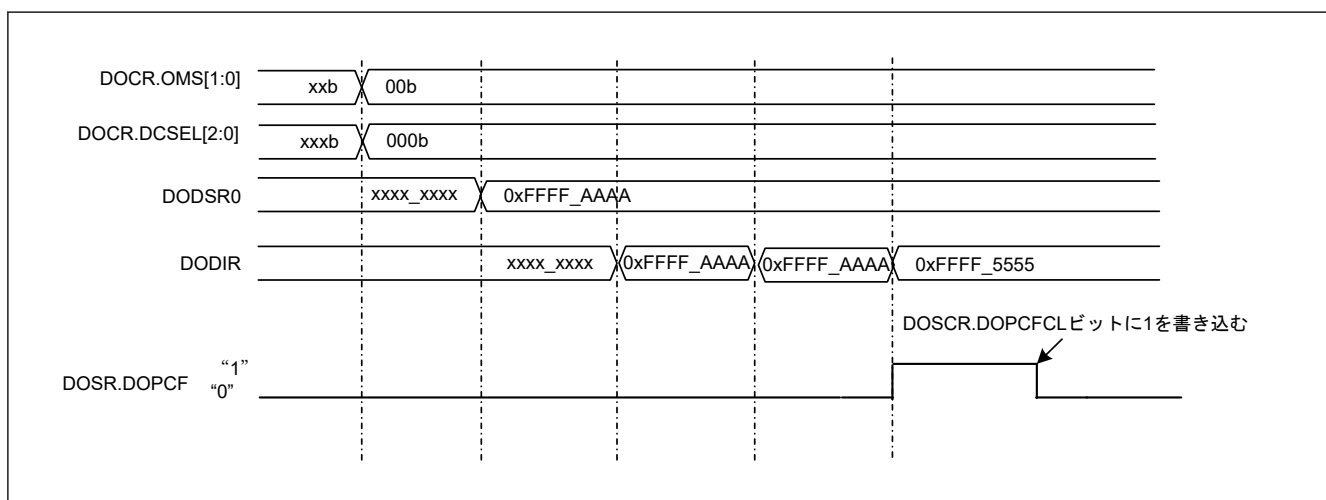 DOCR.OMS[1:0] xxb 00b
DOCR.DCSEL[2:0] xxxb 000b
DODSR0 xxxx_xxxx 0xFFFF_AAAA
DODIR xxxx_xxxx 0xFFFF_AAAA 0xFFFF_AAAA 0xFFFF_5555
DOSCR.DOPCFCLビットに1を書き込む
“1”
DOSR.DOPCF “0”